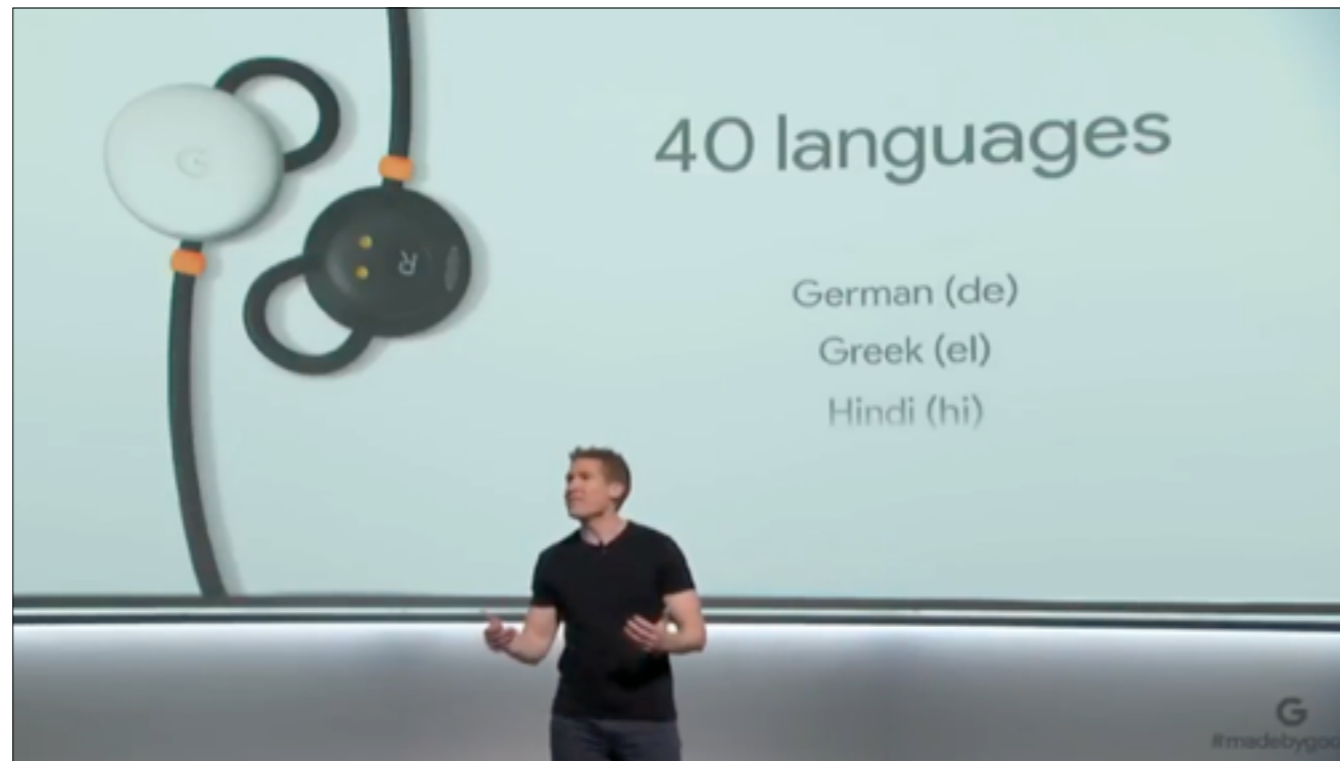 40 languages
German (de)
Greek (el)
Hindi (hi)
G
R
G